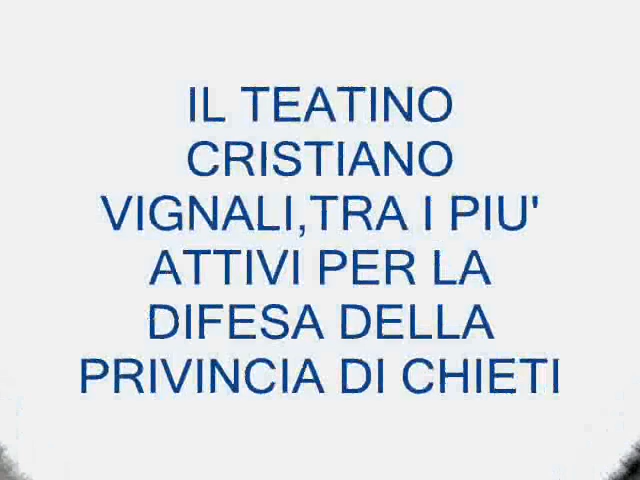 IL TEATINO
CRISTIANO
VIGNALI,TRA I PIU'
ATTIVI PER LA
DIFESA DELLA
PRIVINCIA DI CHIETI